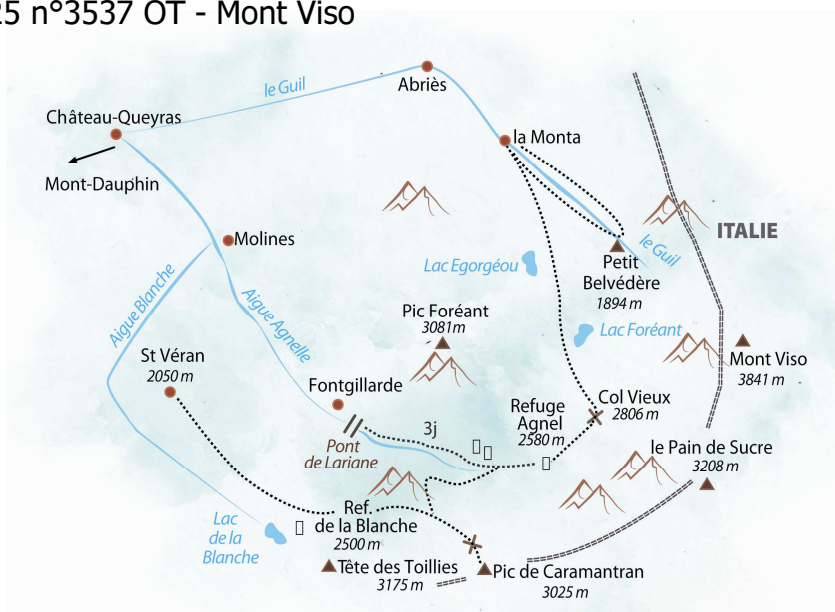 25 n°3537 OT - Mont Viso
le Guil
Abriès
Château-Queyras
la Monta
Mont-Dauphin
ITALIE
Molines
le Guil
Lac Egorgéou
Petit
Belvédère
1894 m
Aigue Blanche
Aigue Agnelle
Pic Foréant
3081m
Lac Foréant
St Véran
2050 m
Mont Viso
3841 m
Fontgillarde
Refuge
Agnel
2580 m
Col Vieux
2806 m
3j
Pont
de Lariane
le Pain de Sucre
3208 m
Ref.
de la Blanche
2500 m
Lac
de la
Blanche
Tête des Toillies
3175 m
Pic de Caramantran
3025 m